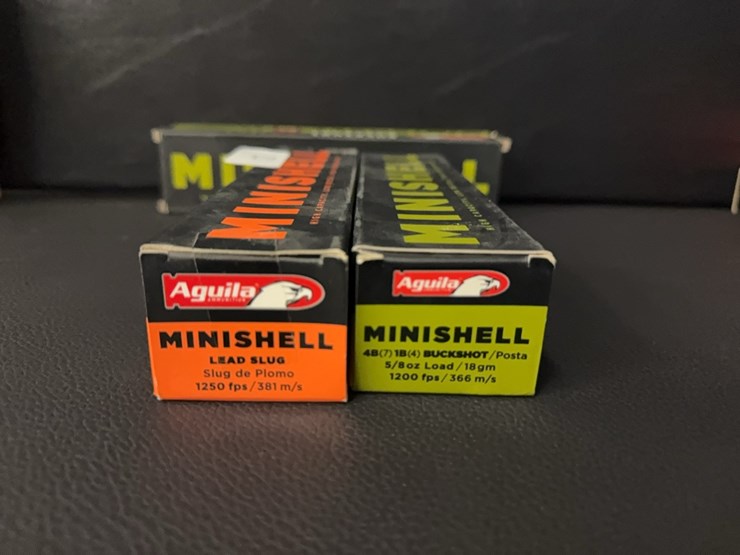 MINISHELL
MINISHELL
Aguila
AMMUNITION
MINISHELL
LEAD SLUG
Slug de Plomo
1250 fps/381 m/s
Aguila
MINISHELL
4B(7) 1B(4) BUCKSHOT/Posta
5/8oz Load/18gm
1200 fps/366 m/s